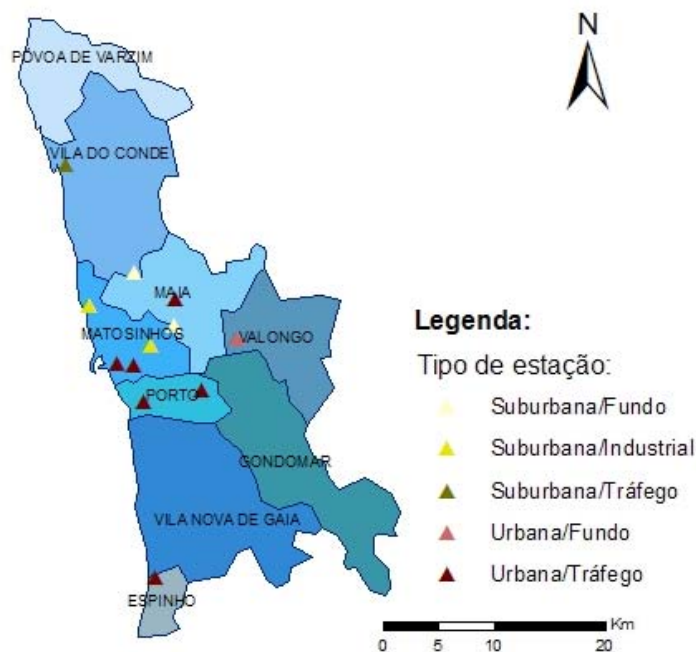 N
PÓVOA DE VARZIM
VILA DO CONDE
MAIA
MATOSINHOS
VALONGO
PORTO
GONDOMAR
VILA NOVA DE GAIA
ESPINHO
Legenda:
Tipo de estação:
Suburbana/Fundo
Suburbana/Industrial
Suburbana/Tráfego
Urbana/Fundo
Urbana/Tráfego
Km
0 5 10 20